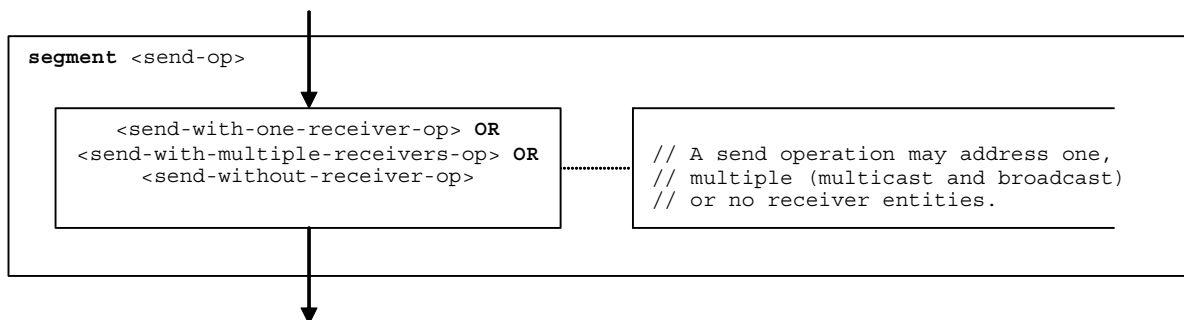 segment <send-op>
<send-with-one-receiver-op> OR
<send-with-multiple-receivers-op> OR
<send-without-receiver-op>
// A send operation may address one,
// multiple (multicast and broadcast)
// or no receiver entities.